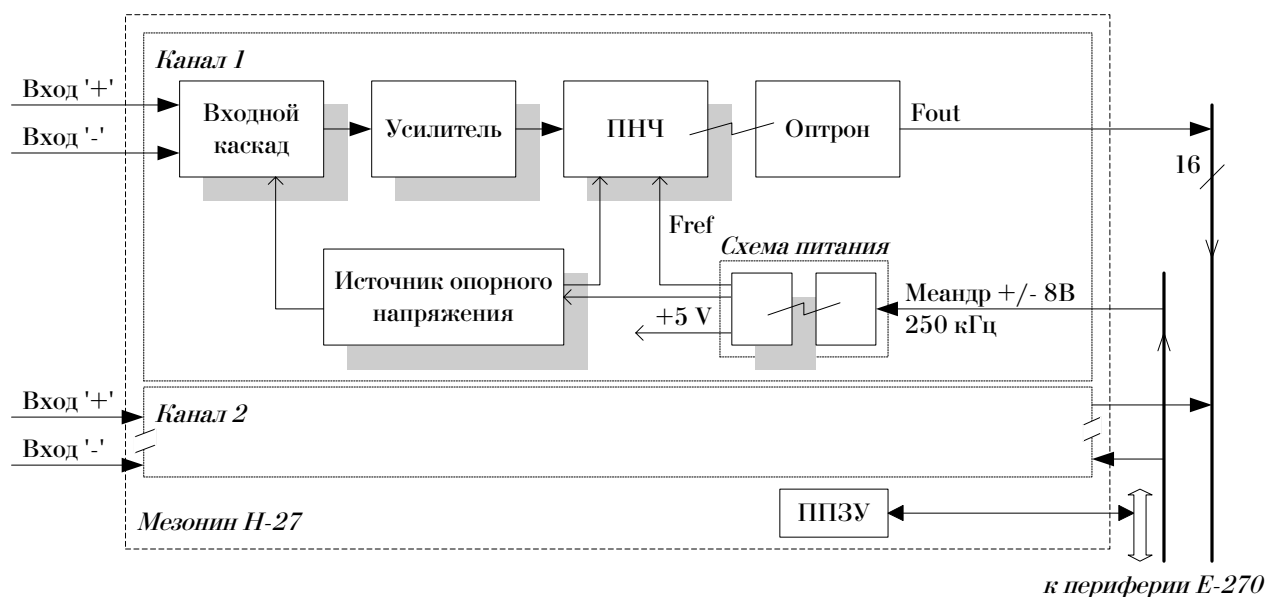 Канал 1
Вход '+'
Вход '-'
Входной
каскад
Усилитель
ПНЧ
Оптрон
Fout
16
Fref
Схема питания
Источник опорного
напряжения
+5 V
Меандр +/- 8В
250 кГц
Вход '+'
Вход '-'
Канал 2
ППЗУ
Мезонин H-27
к периферии E-270